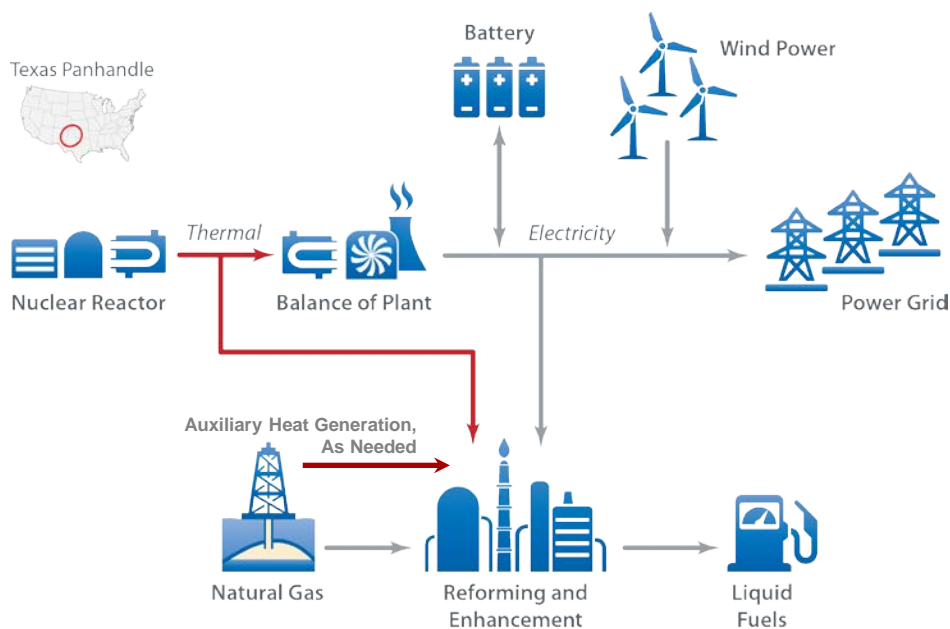 Texas Panhandle
Battery
Wind Power
Thermal
Electricity
Nuclear Reactor
Balance of Plant
Power Grid
Auxiliary Heat Generation,
As Needed
Natural Gas
Reforming and
Enhancement
Liquid
Fuels